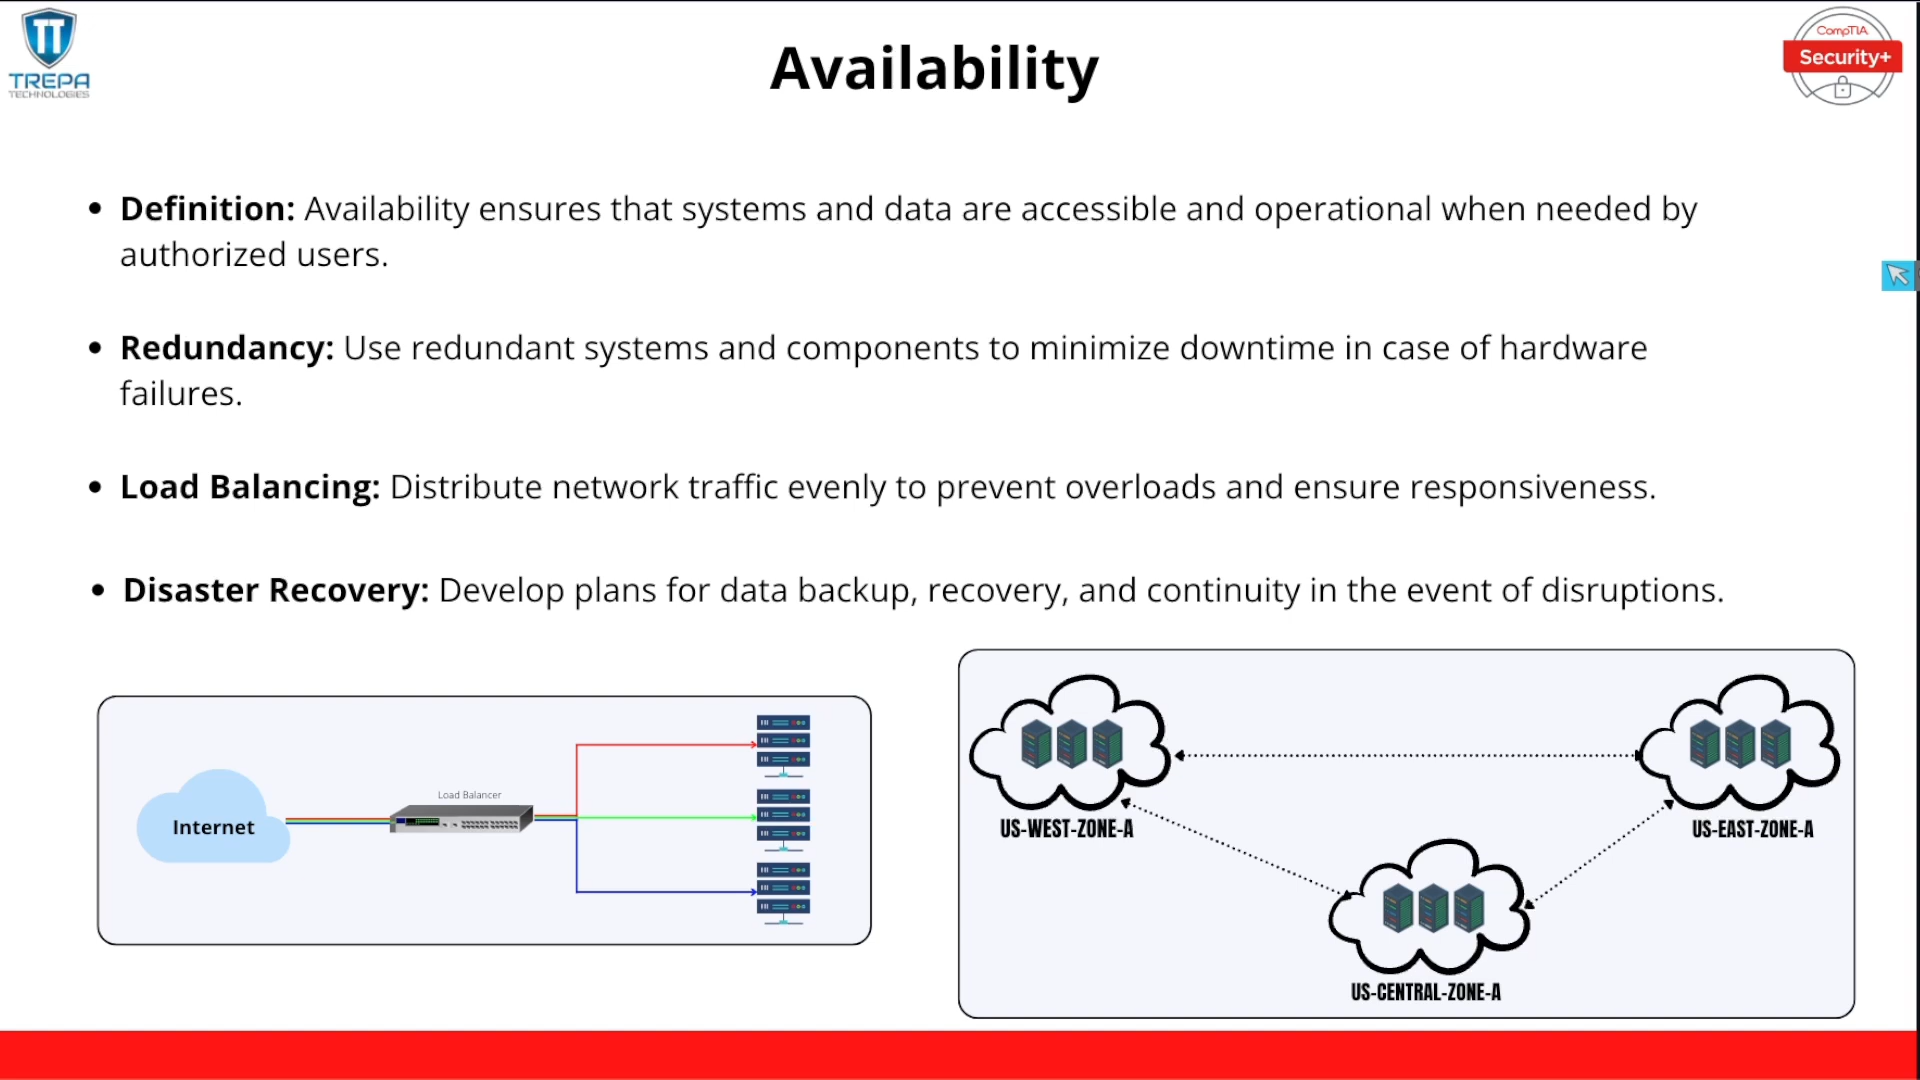 TREPA
TECHNOLOGIES
Availability
CompTIA
Security+
• Definition: Availability ensures that systems and data are accessible and operational when needed by
authorized users.
• Redundancy: Use redundant systems and components to minimize downtime in case of hardware
failures.
• Load Balancing: Distribute network traffic evenly to prevent overloads and ensure responsiveness.
• Disaster Recovery: Develop plans for data backup, recovery, and continuity in the event of disruptions.
Internet
Load Balancer
US-WEST-ZONE-A
US-EAST-ZONE-A
US-CENTRAL-ZONE-A